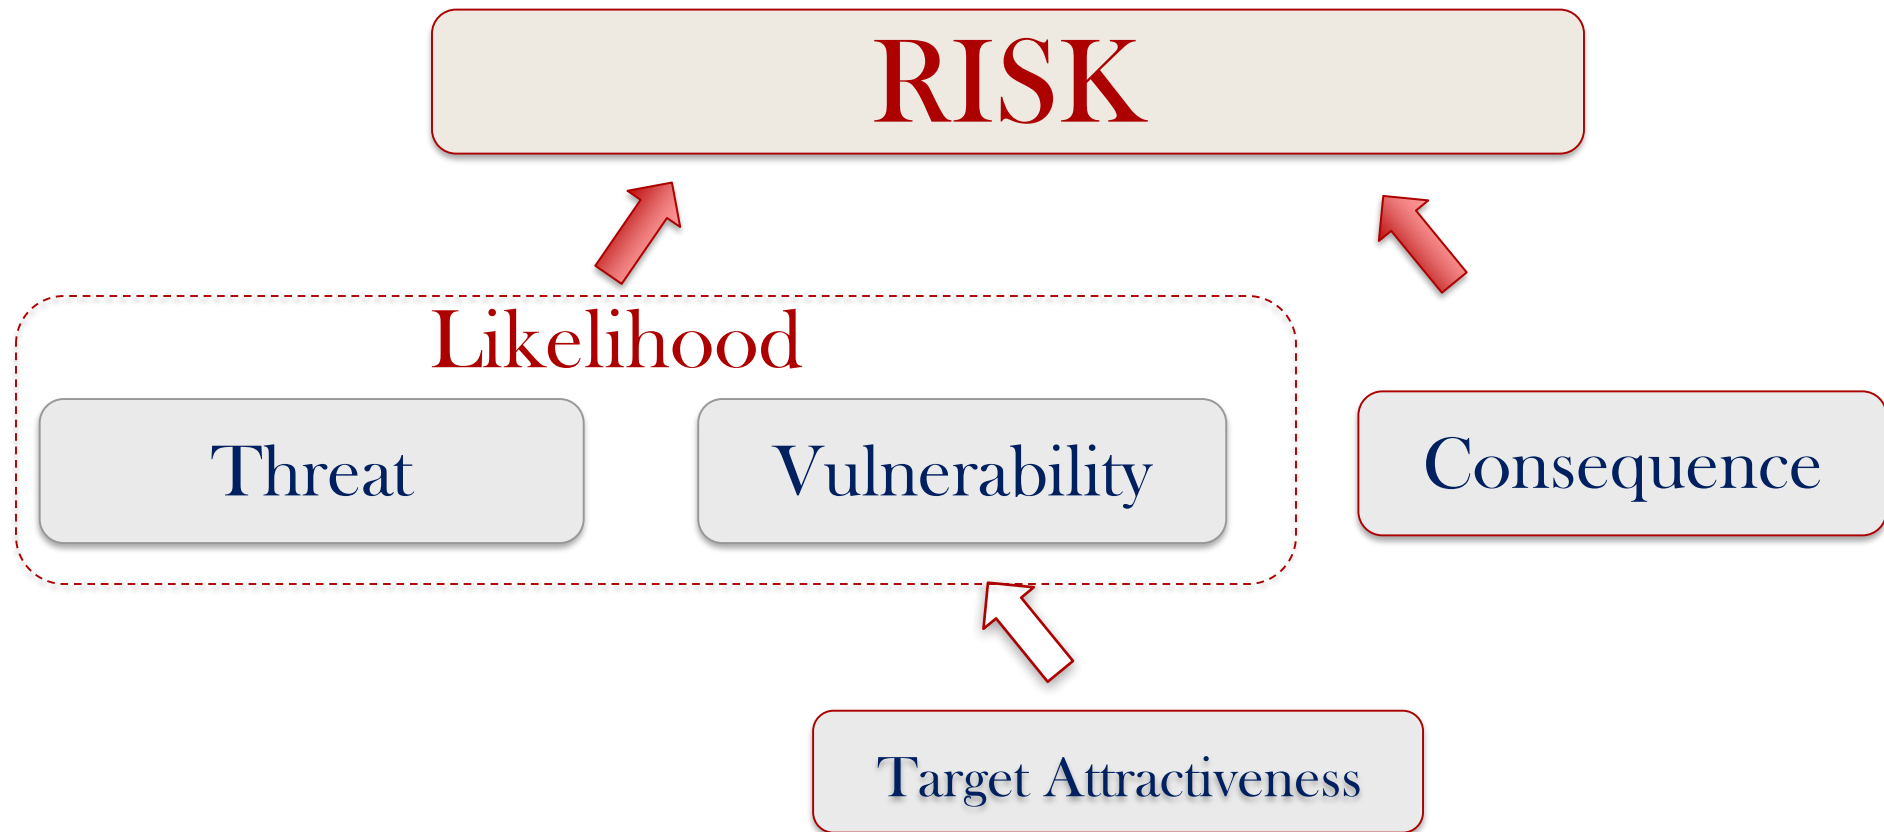 RISK
Likelihood
Threat
Vulnerability
Consequence
Target Attractiveness